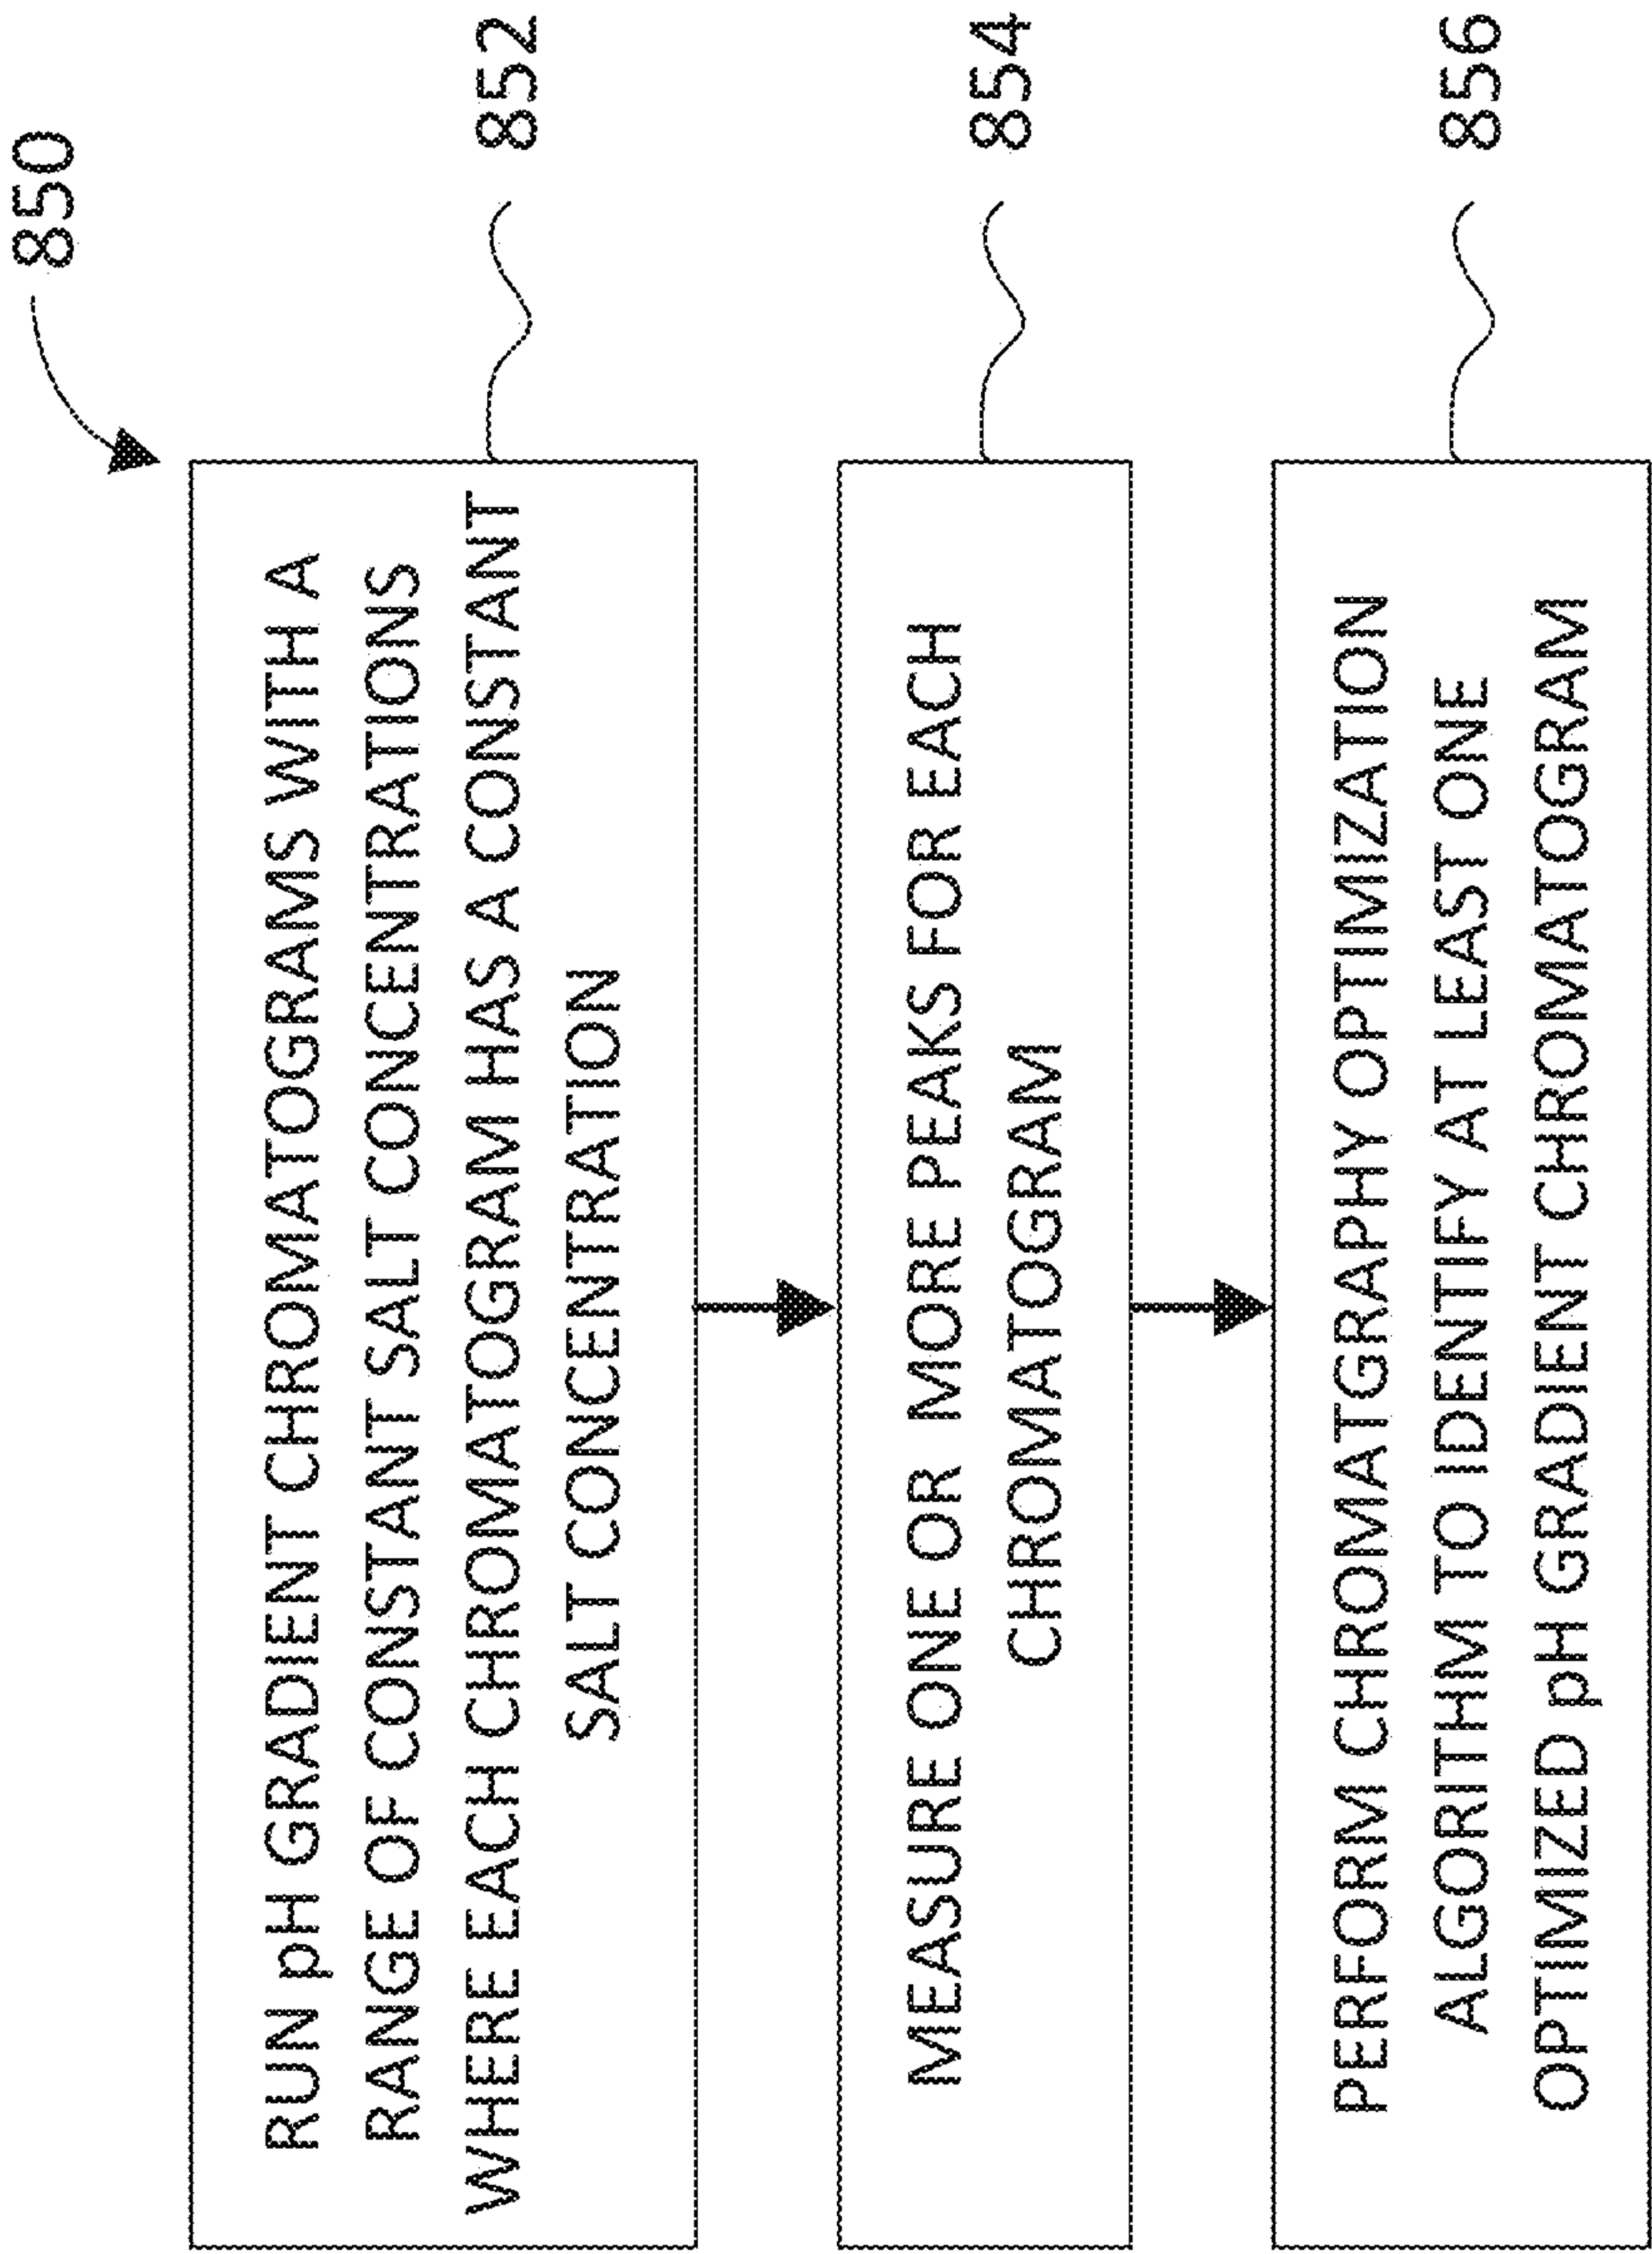 850
RUN pH GRADIENT CHROMATOGRAMS WITH A
RANGE OF CONSTANT SALT CONCENTRATIONS
WHERE EACH CHROMATOGRAM HAS A CONSTANT
SALT CONCENTRATION
852
MEASURE ONE OR MORE PEAKS FOR EACH
CHROMATOGRAM
854
PERFORM CHROMATGRAPHY OPTIMIZATION
ALGORITHM TO IDENTIFY AT LEAST ONE
OPTIMIZED pH GRADIENT CHROMATOGRAM
856